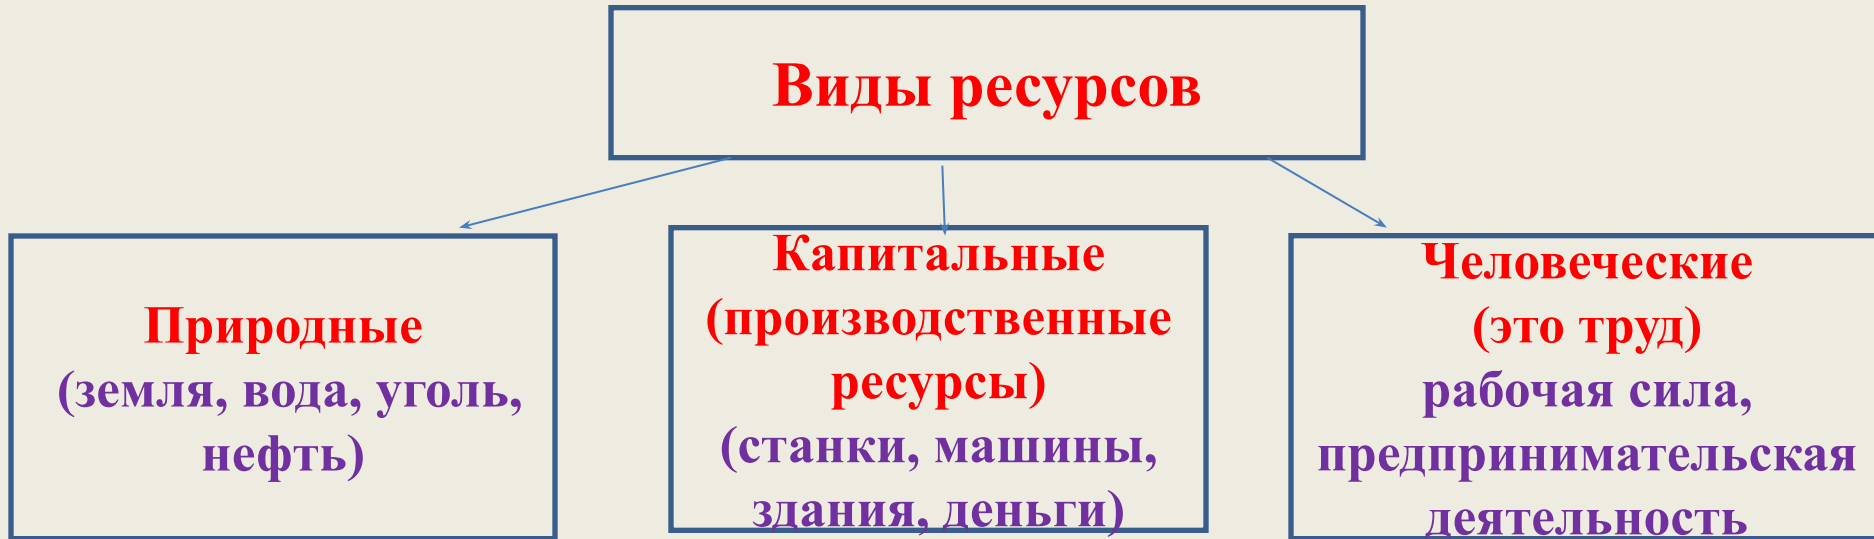 Виды ресурсов
Природные
(земля, вода, уголь,
нефть)
Капитальные
(производственные
ресурсы)
(станки, машины,
здания, деньги)
Человеческие
(это труд)
рабочая сила,
предпринимательская
деятельность